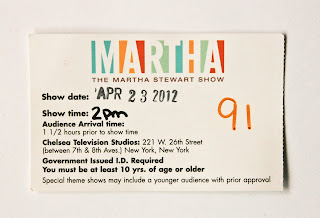 MARTHA
THE MARTHA STEWART SHOW
Show date: APR 23 2012
Show time: 2pm
91
Audience Arrival time:
1 1/2 hours prior to show time
Chelsea Television Studios: 221 W. 26th Street
(between 7th & 8th Aves.) New York, New York
Government Issued I.D. Required
You must be at least 10 yrs. of age or older
Special theme shows may include a younger audience with prior approval